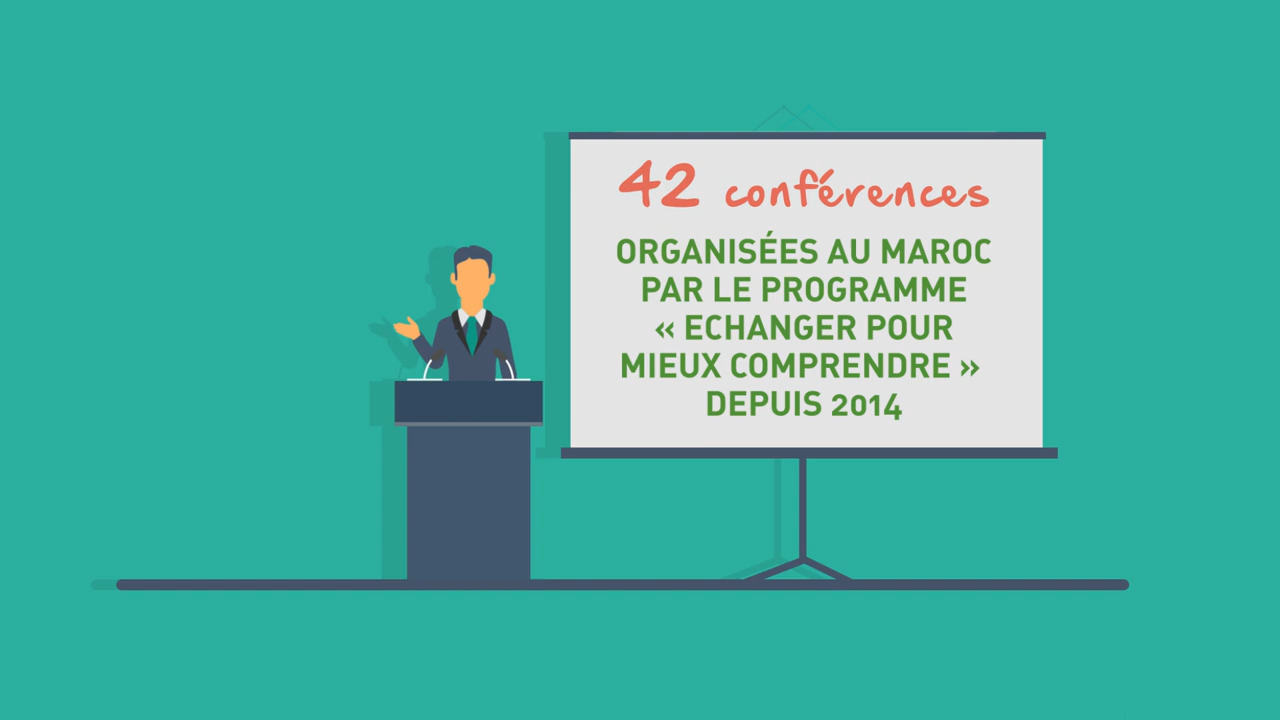 42 conférences
ORGANISÉES AU MAROC
PAR LE PROGRAMME
« ECHANGER POUR
MIEUX COMPRENDRE »
DEPUIS 2014